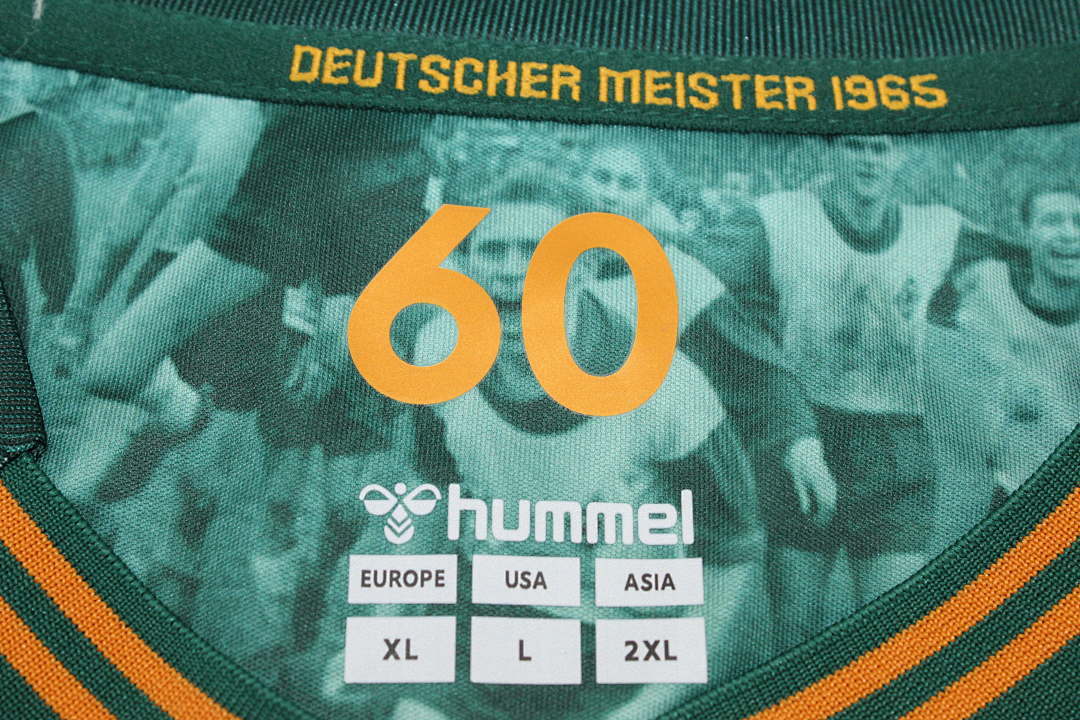 DEUTSCHER MEISTER 1965
60
hummel
EUROPE USA ASIA
XL L 2XL